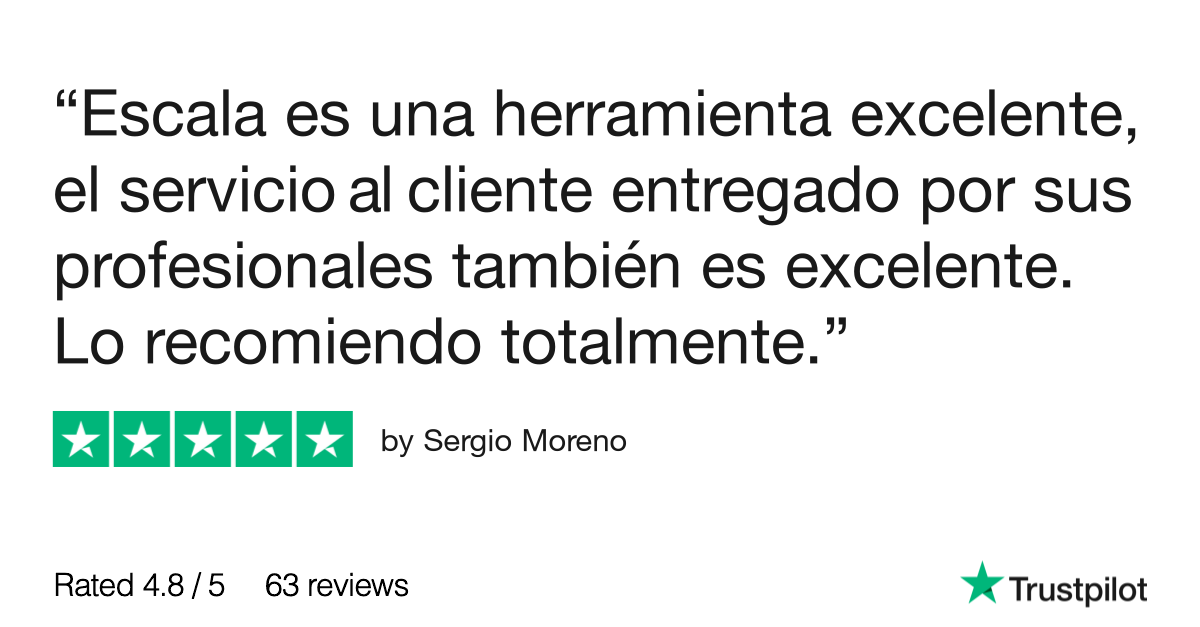 “Escala es una herramienta excelente,
el servicio al cliente entregado por sus
profesionales también es excelente.
Lo recomiendo totalmente.”
by Sergio Moreno
Rated 4.8 / 5 63 reviews
Trustpilot